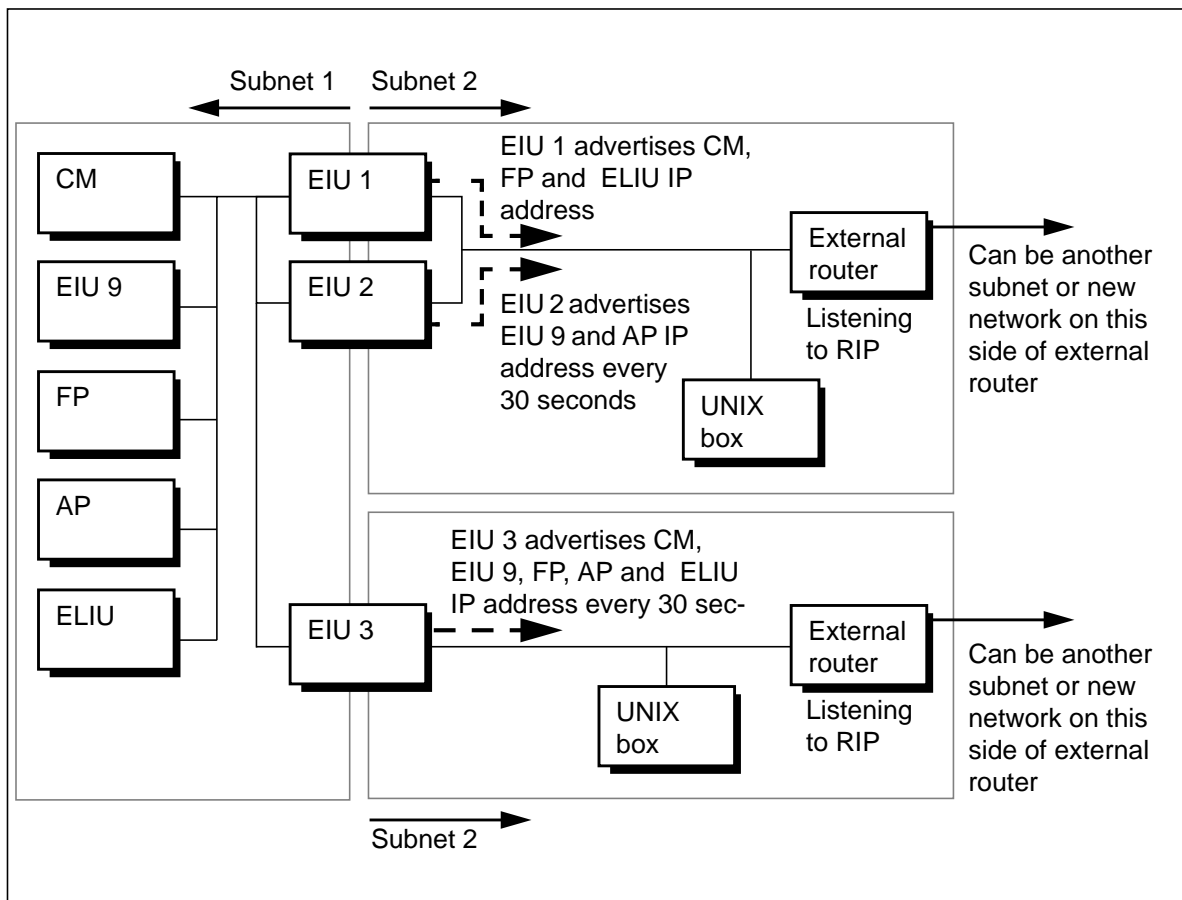 Subnet 1
Subnet 2
CM
EIU 9
FP
AP
ELIU
EIU 1
EIU 2
EIU 3
EIU 1 advertises CM,
FP and ELIU IP
address
EIU 2 advertises
EIU 9 and AP IP
address every
30 seconds
External
router
Listening
to RIP
UNIX
box
Can be another
subnet or new
network on this
side of external
router
EIU 3 advertises CM,
EIU 9, FP, AP and ELIU
IP address every 30 sec-
External
router
Listening
to RIP
UNIX
box
Can be another
subnet or new
network on this
side of external
router
Subnet 2